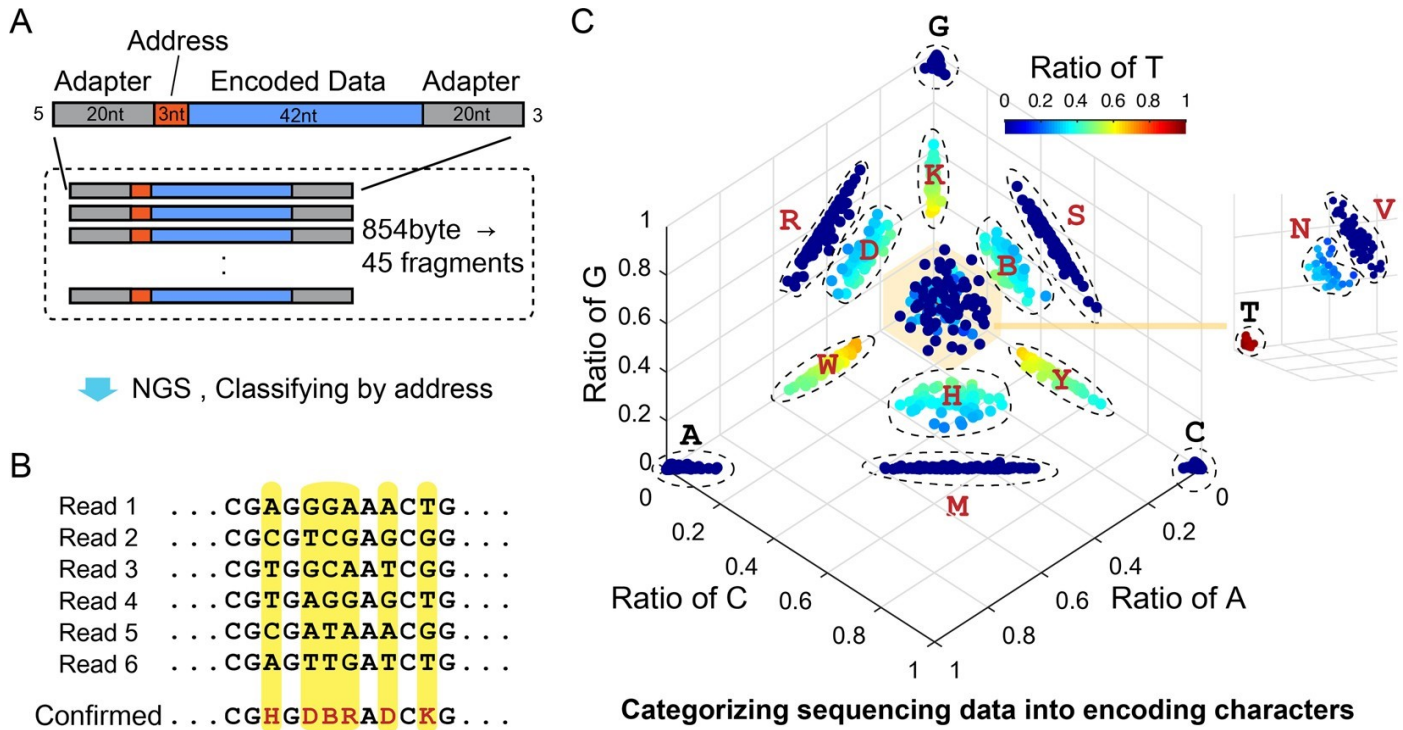 A
Address
Adapter Encoded Data Adapter
5 20nt 3nt 42nt 20nt 3
854byte →
45 fragments
:
NGS , Classifying by address
B
Read 1 ...CGAGGGAAACTG...
Read 2 ...CGCGTCGAGCGG...
Read 3 ...CGTGGCAATCGG...
Read 4 ...CGTGAGGAGCTG...
Read 5 ...CGCGATAAACGG...
Read 6 ...CGAGTTGATCTG...
Confirmed ...CGHGDBRADCKG...
C
G
Ratio of T
0 0.2 0.4 0.6 0.8 1
K
R
S
D
B
N
V
T
W
H
Y
A
C
M
Ratio of G
1
0.8
0.6
0.4
0.2
0
Ratio of C
0
0.2
0.4
0.6
0.8
1
Ratio of A
0
0.2
0.4
0.6
0.8
1
Categorizing sequencing data into encoding characters